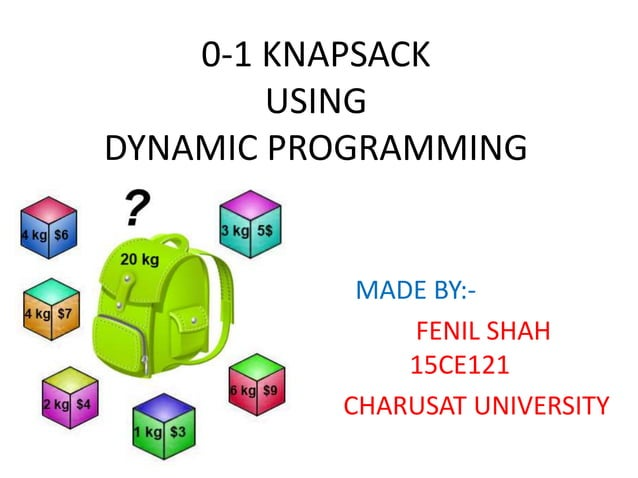 0-1 KNAPSACK
USING
DYNAMIC PROGRAMMING
?
4 kg $6
3 kg 5$
20 kg
4 kg $7
2 kg $4
6 kg $9
1 kg $3
MADE BY:-
FENIL SHAH
15CE121
CHARUSAT UNIVERSITY